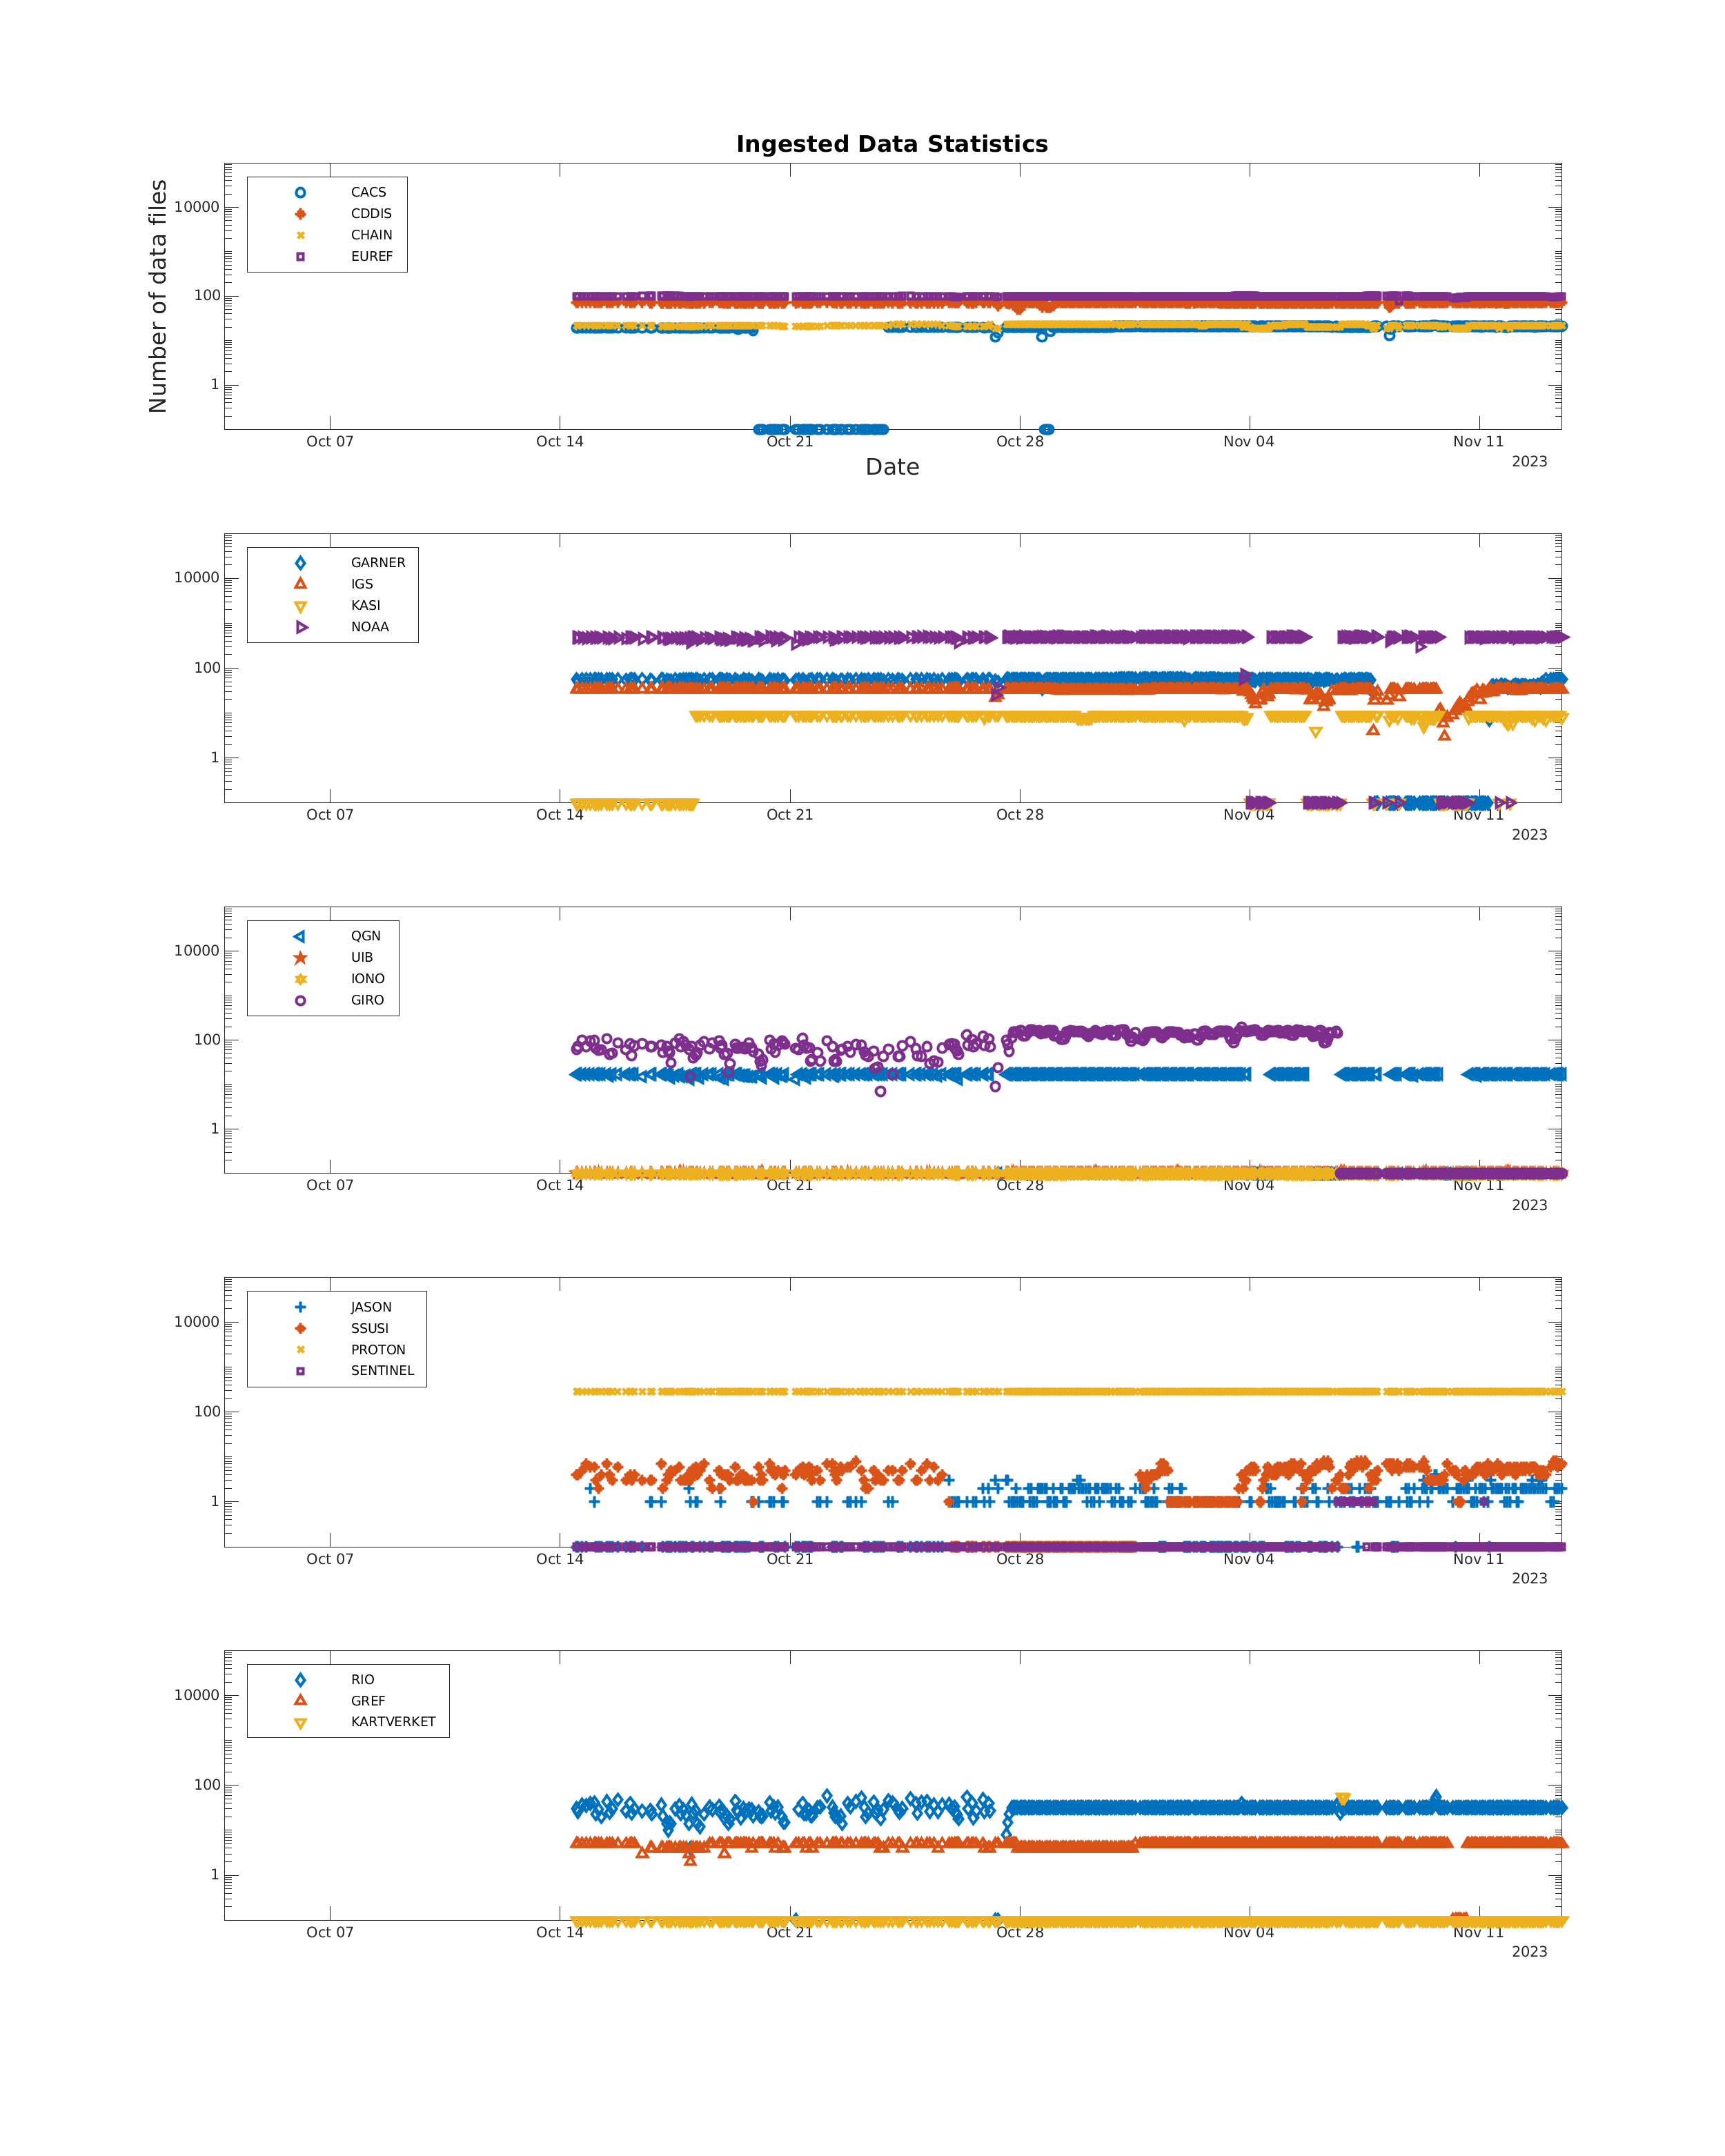 Ingested Data Statistics
Number of data files
10000
100
1
CACS
CDDIS
CHAIN
EUREF
Oct 07 Oct 14 Oct 21 Oct 28 Nov 04 Nov 11
2023
Date
10000
100
1
GARNER
IGS
KASI
NOAA
Oct 07 Oct 14 Oct 21 Oct 28 Nov 04 Nov 11
2023
10000
100
1
QGN
UIB
IONO
GIRO
Oct 07 Oct 14 Oct 21 Oct 28 Nov 04 Nov 11
2023
10000
100
1
JASON
SSUSI
PROTON
SENTINEL
Oct 07 Oct 14 Oct 21 Oct 28 Nov 04 Nov 11
2023
10000
100
1
RIO
GREF
KARTVERKET
Oct 07 Oct 14 Oct 21 Oct 28 Nov 04 Nov 11
2023